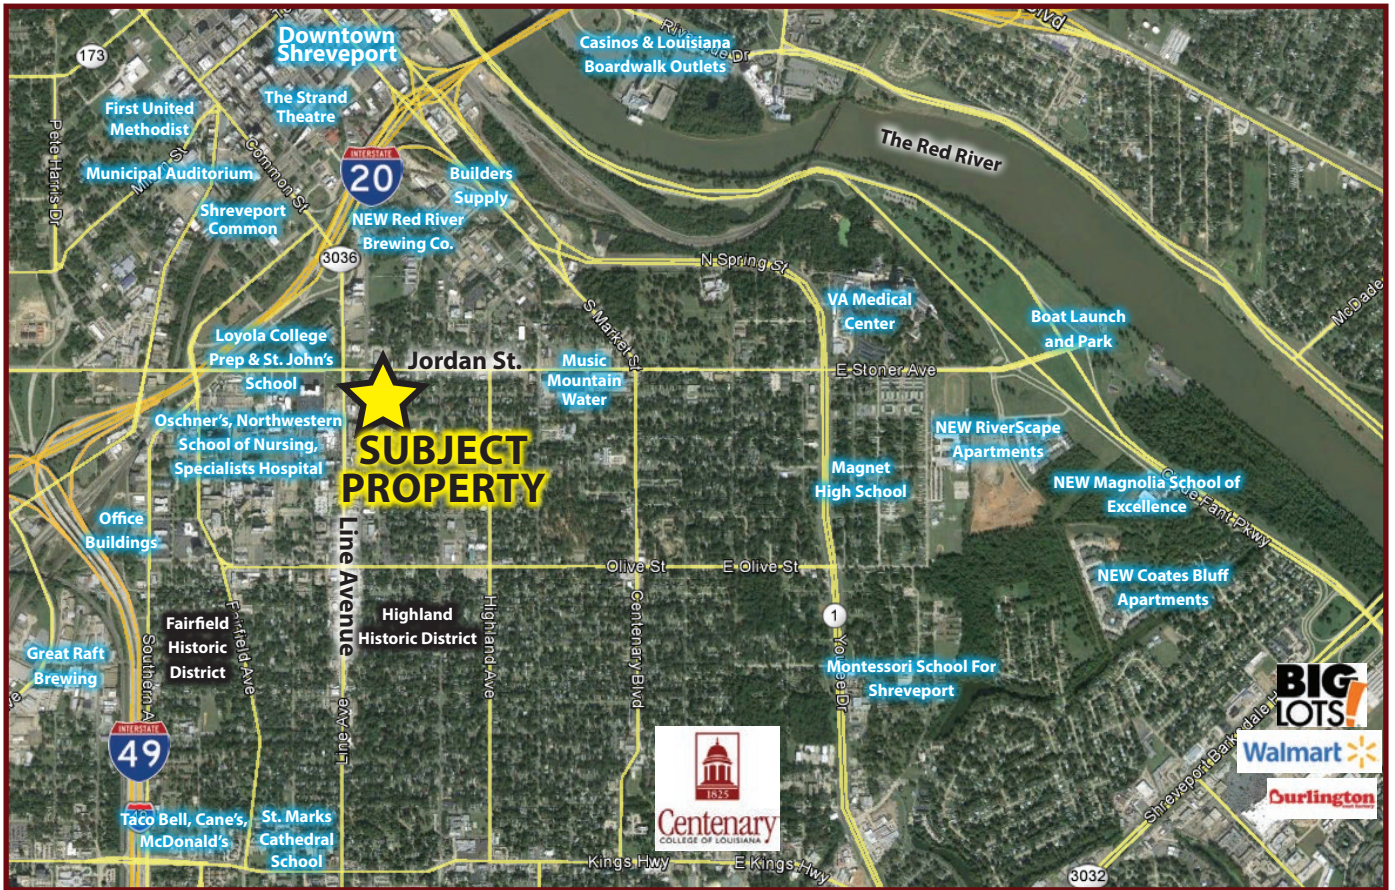 Blvd
173
Downtown
Shreveport
Riverside Dr
Casinos & Louisiana
Boardwalk Outlets
First United
Methodist
The Strand
Theatre
Pete Harris Dr
Common St
The Red River
INTERSTATE
20
Municipal Auditorium
Milam St
Builders
Supply
Shreveport
Common
NEW Red River
Brewing Co.
3036
N Spring St
S Market St
VA Medical
Center
Boat Launch
and Park
McDade
Loyola College
Prep & St. John's
School
Jordan St.
Music
Mountain
Water
E Stoner Ave
Oschner's, Northwestern
School of Nursing,
Specialists Hospital
SUBJECT
PROPERTY
NEW RiverScape
Apartments
Magnet
High School
NEW Magnolia School of
Excellence
Clyde Fant Pkwy
Office
Buildings
Line Avenue
Olive St
E Olive St
NEW Coates Bluff
Apartments
Fairfield
Historic
District
Fairfield Ave
Highland
Historic District
Highland Ave
Centenary Blvd
1
Youree Dr
Great Raft
Brewing
Southern A
Montessori School For
Shreveport
BIG
LOTS!
Line Ave
INTERSTATE
49
Walmart
Shreveport Barksdale H
Burlington
1825
Centenary
COLLEGE OF LOUISIANA
Taco Bell, Cane's,
McDonald's
St. Marks
Cathedral
School
Kings Hwy
E Kings Hwy
3032